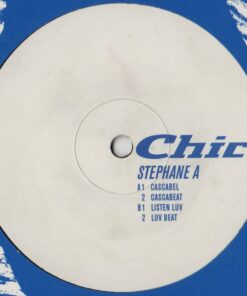 Chic
STEPHANE A
A1 CASCABEL
2 CASCABEAT
B1 LISTEN LUV
2 LUV BEAT